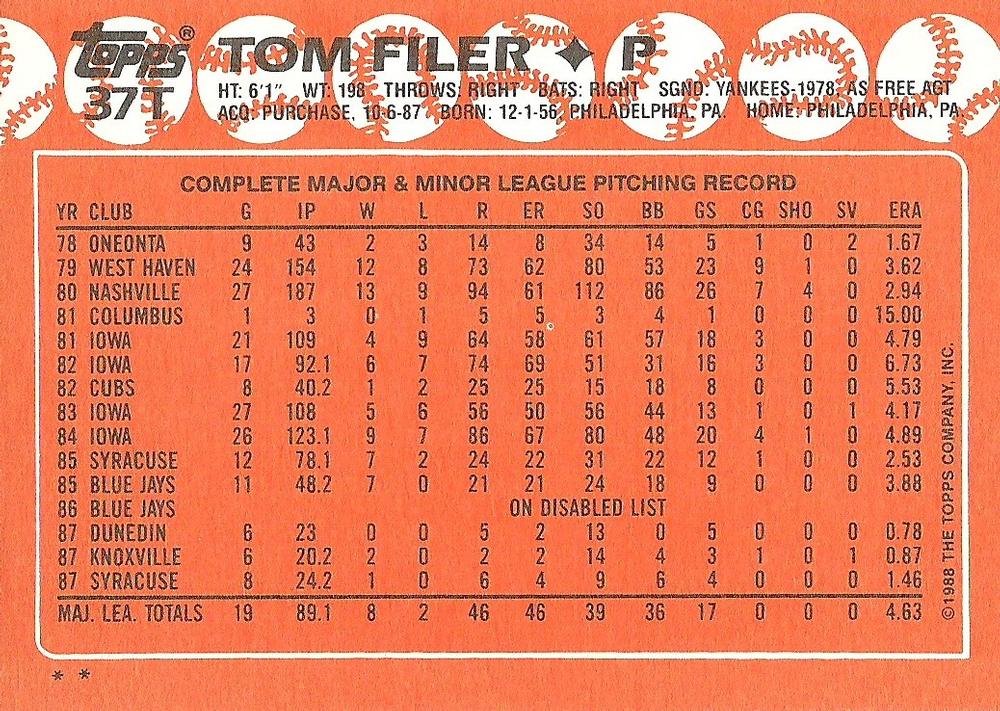 topps® TOM FILER ✦ P
37T HT: 6'1" WT: 198 THROWS: RIGHT BATS: RIGHT SGND: YANKEES-1978, AS FREE AGT
ACQ: PURCHASE, 10-6-87 BORN: 12-1-56, PHILADELPHIA, PA. HOME: PHILADELPHIA, PA.
COMPLETE MAJOR & MINOR LEAGUE PITCHING RECORD
YR CLUB G IP W L R ER SO BB GS CG SHO SV ERA
78 ONEONTA 9 43 2 3 14 8 34 14 5 1 0 2 1.67
79 WEST HAVEN 24 154 12 8 73 62 80 53 23 9 1 0 3.62
80 NASHVILLE 27 187 13 9 94 61 112 86 26 7 4 0 2.94
81 COLUMBUS 1 3 0 1 5 5 3 4 1 0 0 0 15.00
81 IOWA 21 109 4 9 64 58 61 57 18 3 0 0 4.79
82 IOWA 17 92.1 6 7 74 69 51 31 16 3 0 0 6.73
82 CUBS 8 40.2 1 2 25 25 15 18 8 0 0 0 5.53
83 IOWA 27 108 5 6 56 50 56 44 13 1 0 1 4.17
84 IOWA 26 123.1 9 7 86 67 80 48 20 4 1 0 4.89
85 SYRACUSE 12 78.1 7 2 24 22 31 22 12 1 0 0 2.53
85 BLUE JAYS 11 48.2 7 0 21 21 24 18 9 0 0 0 3.88
86 BLUE JAYS ON DISABLED LIST
87 DUNEDIN 6 23 0 0 5 2 13 0 5 0 0 0 0.78
87 KNOXVILLE 6 20.2 2 0 2 2 14 4 3 1 0 1 0.87
87 SYRACUSE 8 24.2 1 0 6 4 9 6 4 0 0 0 1.46
MAJ. LEA. TOTALS 19 89.1 8 2 46 46 39 36 17 0 0 0 4.63
©1988 THE TOPPS COMPANY, INC.
* *